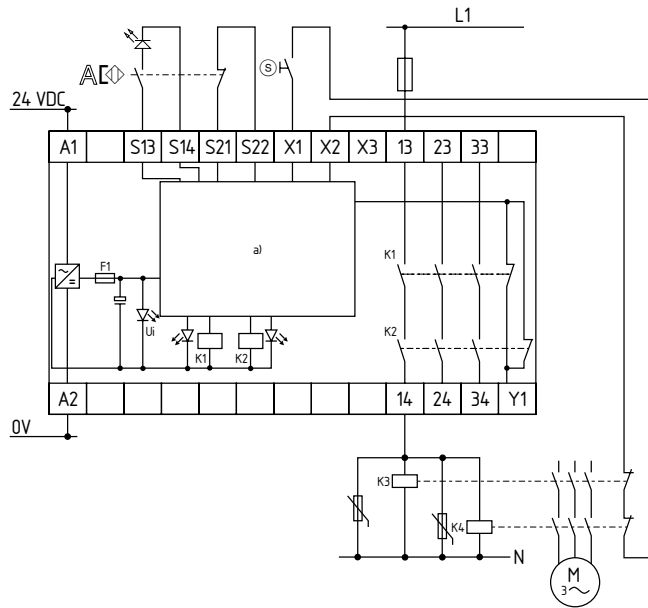 L1
S
A
24 VDC
A1 S13 S14 S21 S22 X1 X2 X3 13 23 33
a)
K1
F1
Ui
K1 K2
K2
A2 14 24 34 Y1
0V
K3
K4
N
M
3~